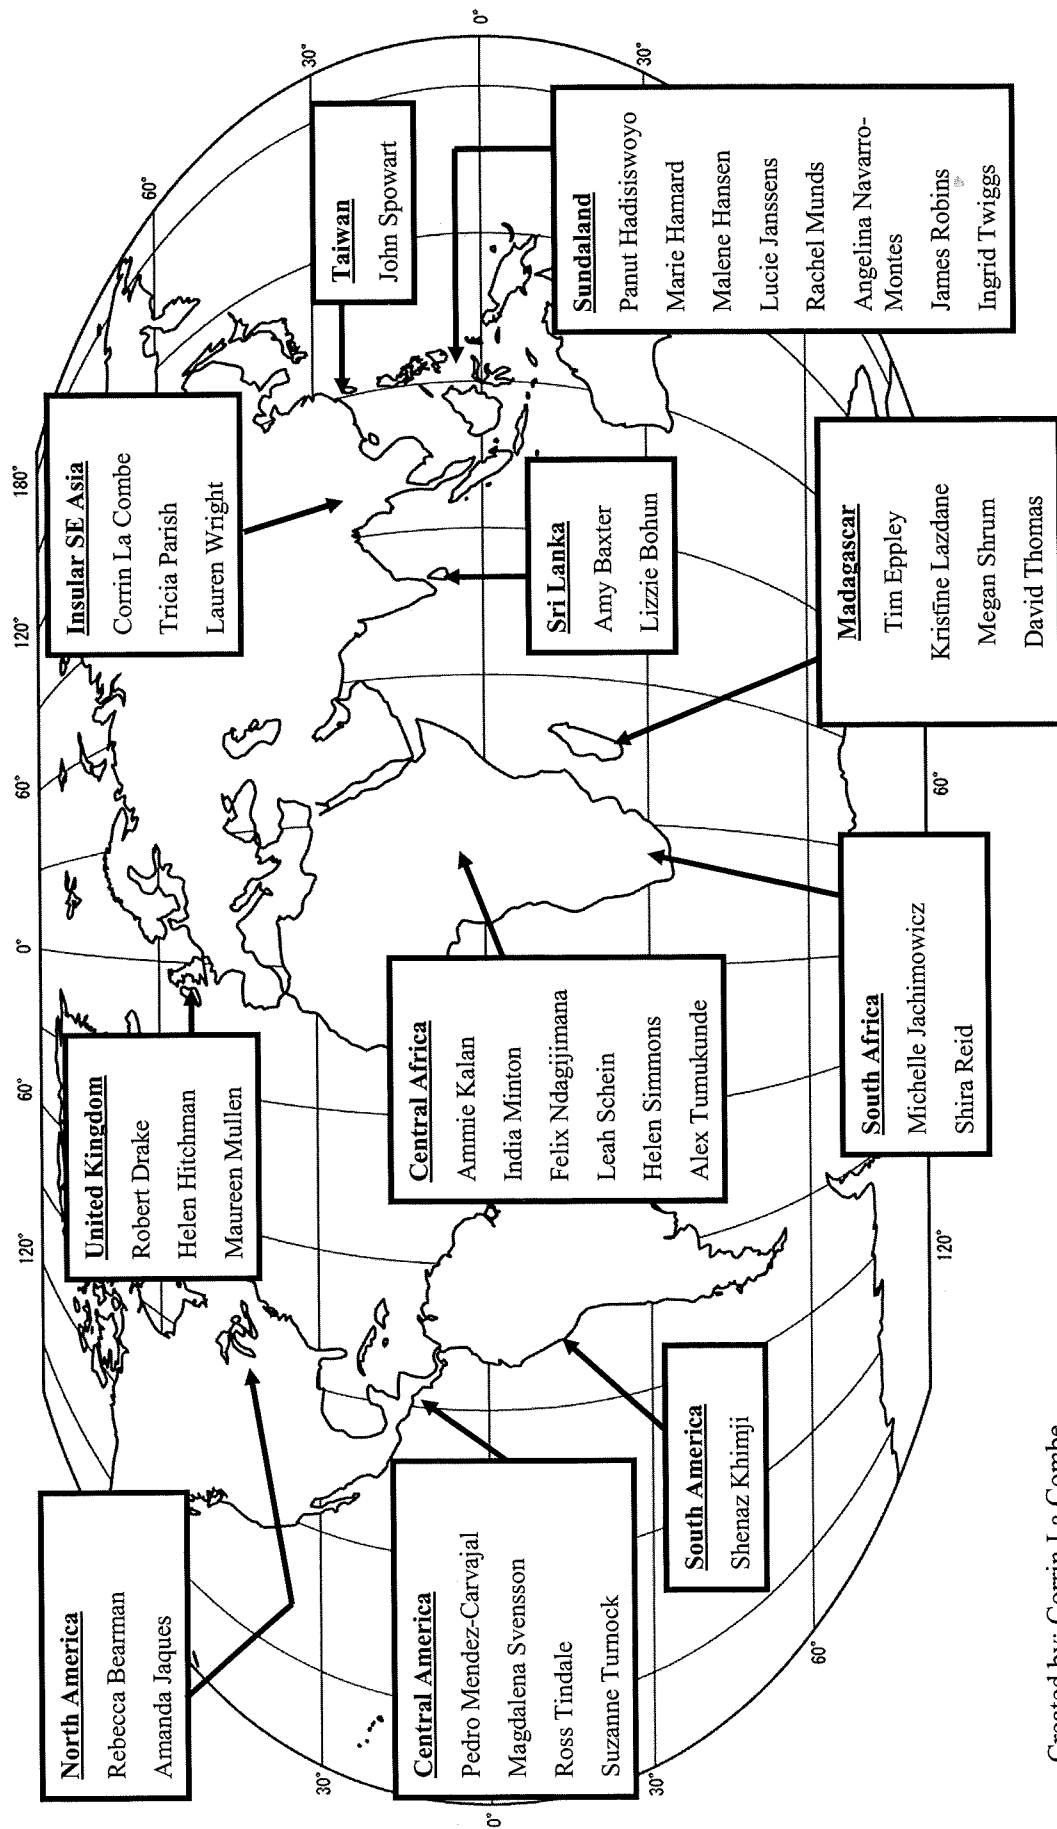 120°
60°
0°
60°
120°
180°
North America
Rebecca Bearman
Amanda Jaques
United Kingdom
Robert Drake
Helen Hitchman
Maureen Mullen
Insular SE Asia
Corrin La Combe
Tricia Parish
Lauren Wright
60°
30°
30°
Taiwan
John Spowart
Central America
Pedro Mendez-Carvajal
Magdalena Svensson
Ross Tindale
Suzanne Turnock
Central Africa
Ammie Kalan
India Minton
Felix Ndagijimana
Leah Schein
Helen Simmons
Alex Tumukunde
0°
0°
Sri Lanka
Amy Baxter
Lizzie Bohun
Sundaland
Panut Hadisiswoyo
Marie Hamard
Malene Hansen
Lucie Janssens
Rachel Munds
Angelina Navarro-
Montes
James Robins
Ingrid Twiggs
30°
30°
South America
Shenaz Khimji
60°
South Africa
Michelle Jachimowicz
Shira Reid
Madagascar
Tim Eppley
Kristīne Lazdane
Megan Shrum
David Thomas
120°
60°
Created by: Corrin La Combe